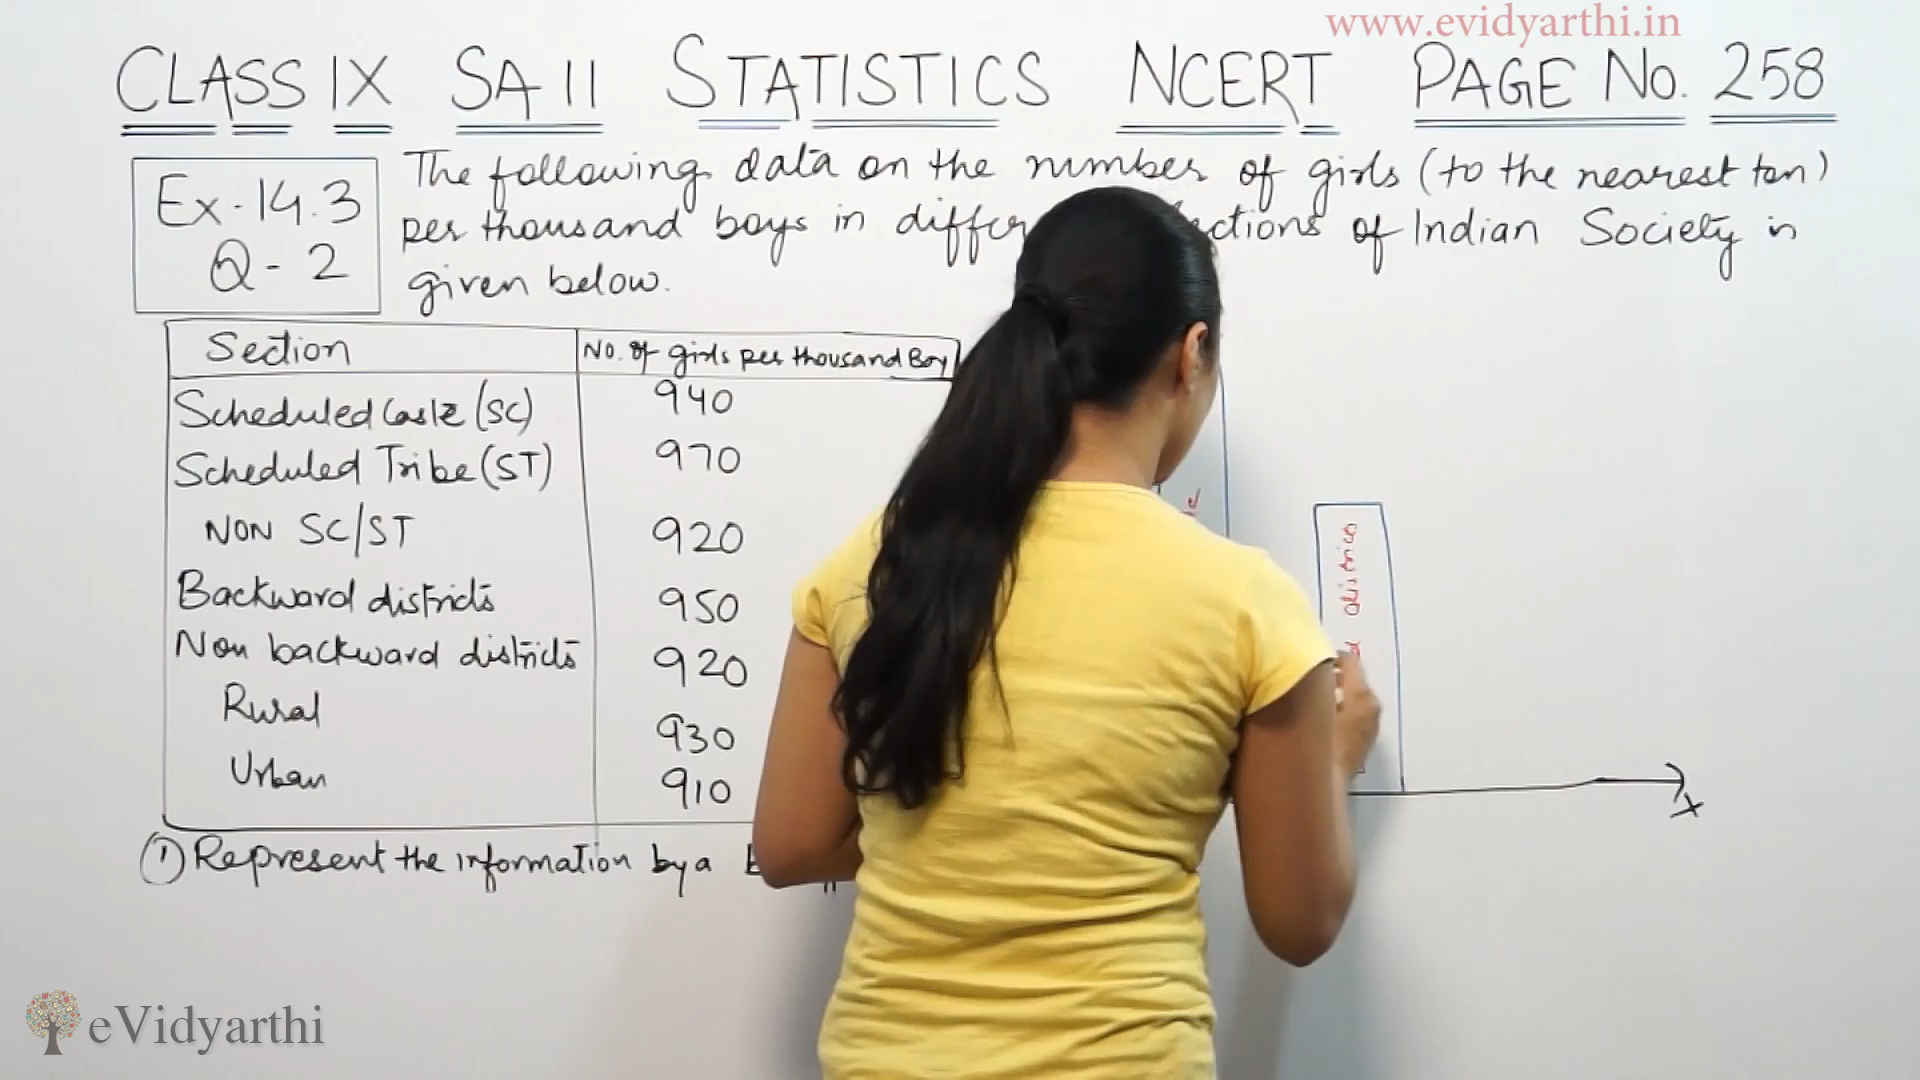 www.evidyarthi.in
CLASS IX SA II STATISTICS NCERT PAGE No. 258
Ex-14.3
Q-2
The following data on the number of girls (to the nearest ten)
per thousand boys in differ ctions of Indian Society is
given below.
Section No. of girls per thousand Boy
Scheduled Caste (SC) 940
Scheduled Tribe (ST) 970
NON SC/ST 920
Backward districts 950
Non backward districts 920
Rural 930
Urban 910
① Represent the information by a
districs
X
eVidyarthi